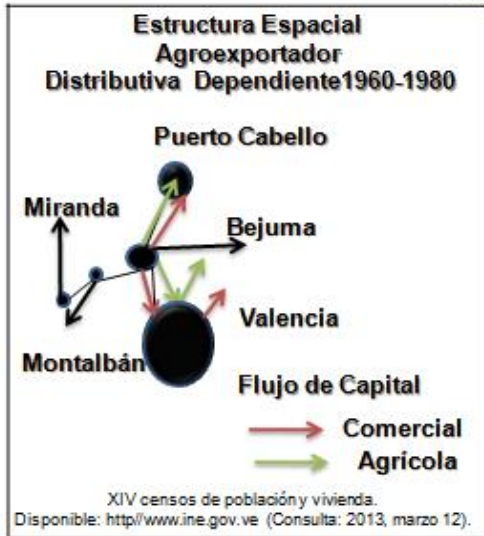 Estructura Espacial
Agroexportador
Distributiva Dependiente1960-1980
Puerto Cabello
Miranda
Bejuma
Valencia
Montalbán
Flujo de Capital
Comercial
Agrícola
XIV censos de población y vivienda.
Disponible: http//www.ine.gov.ve (Consulta: 2013, marzo 12).